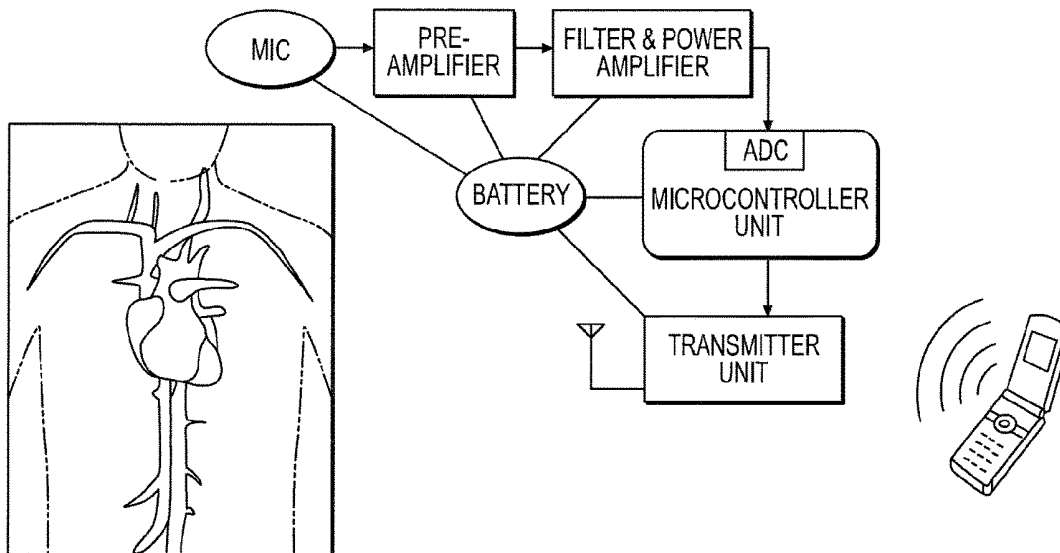 MIC
PRE-
AMPLIFIER
FILTER & POWER
AMPLIFIER
ADC
MICROCONTROLLER
UNIT
BATTERY
TRANSMITTER
UNIT